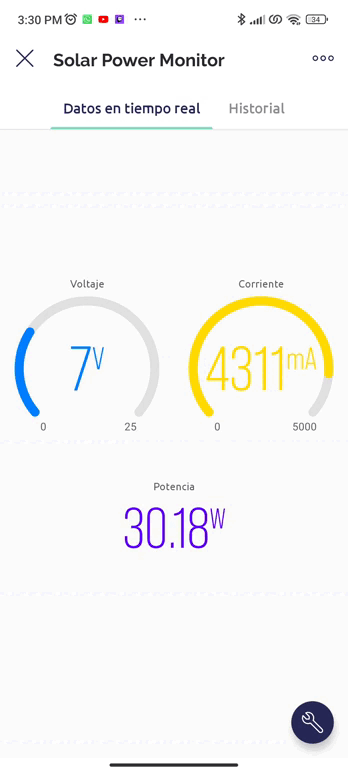 3:30 PM
34
Solar Power Monitor
Datos en tiempo real
Historial
Voltaje
Corriente
7V
4311mA
0
25
0
5000
Potencia
30.18W